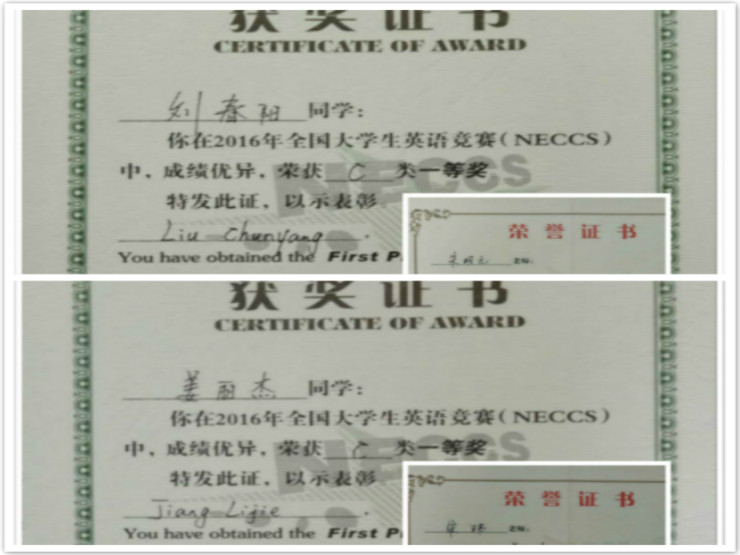 获奖证书
CERTIFICATE OF AWARD
刘春阳 同学：
你在2016年全国大学生英语竞赛(NECCS)
中，成绩优异，荣获 C 类一等奖
NECCS
特发此证，以示表彰
Liu Chunyang .
You have obtained the First P
荣誉证书
获奖证书
CERTIFICATE OF AWARD
姜丽杰 同学：
你在2016年全国大学生英语竞赛(NECCS)
中，成绩优异，荣获 C 类一等奖
NECCS
特发此证，以示表彰
Jiang Lijie .
You have obtained the First P
荣誉证书